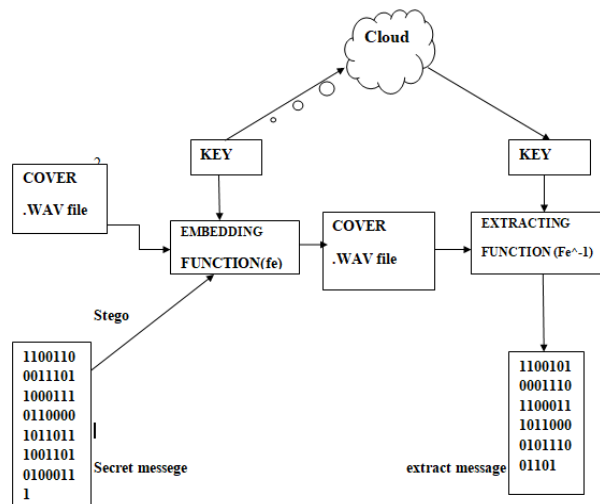 Cloud
KEY
KEY
2
COVER
.WAV file
EMBEDDING
FUNCTION(fe)
COVER
.WAV file
EXTRACTING
FUNCTION(Fe^-1)
Stego
1100110
0011101
1000111
0110000
1011011
1001101
0100011
1
Secret messege
extract message
1100101
0001110
1100011
1011000
0101110
01101